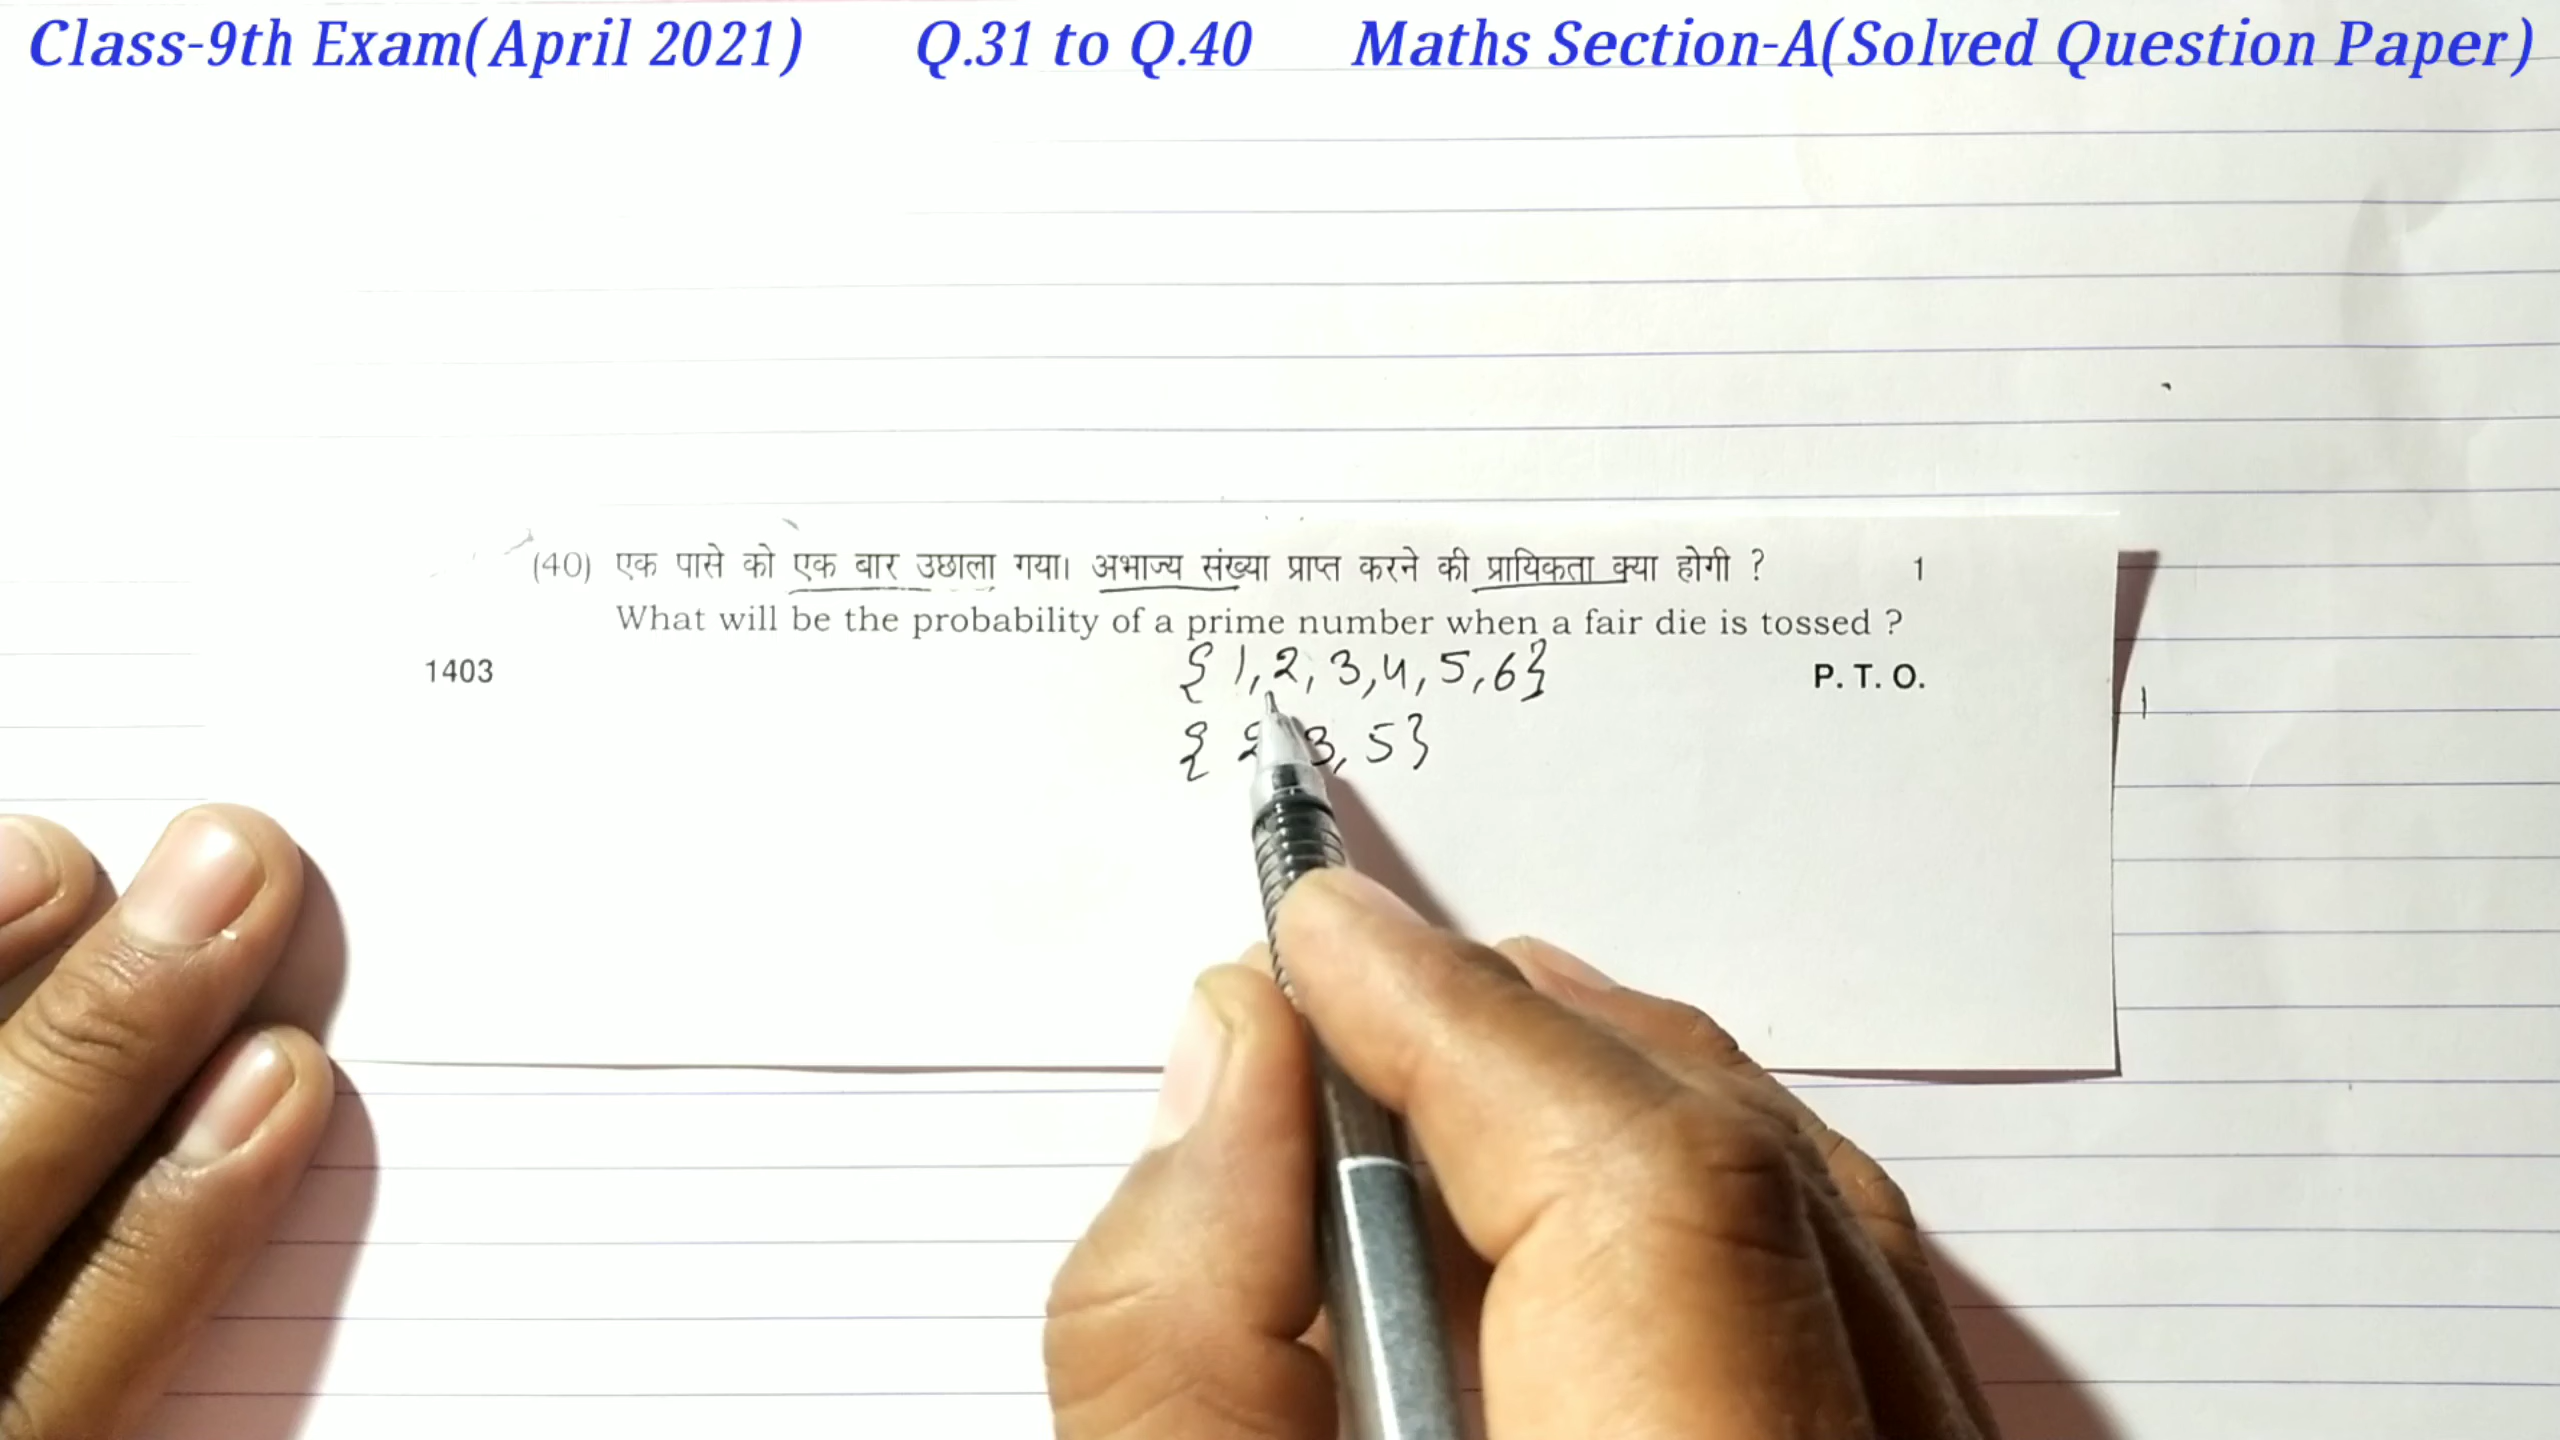 Class-9th Exam(April 2021) Q.31 to Q.40 Maths Section-A(Solved Question Paper)
(40) एक पासे को एक बार उछाला गया। अभाज्य संख्या प्राप्त करने की प्रायिकता क्या होगी ? 1
What will be the probability of a prime number when a fair die is tossed ?
{1,2,3,4,5,6}
1403 P. T. O.
{2 3, 5}